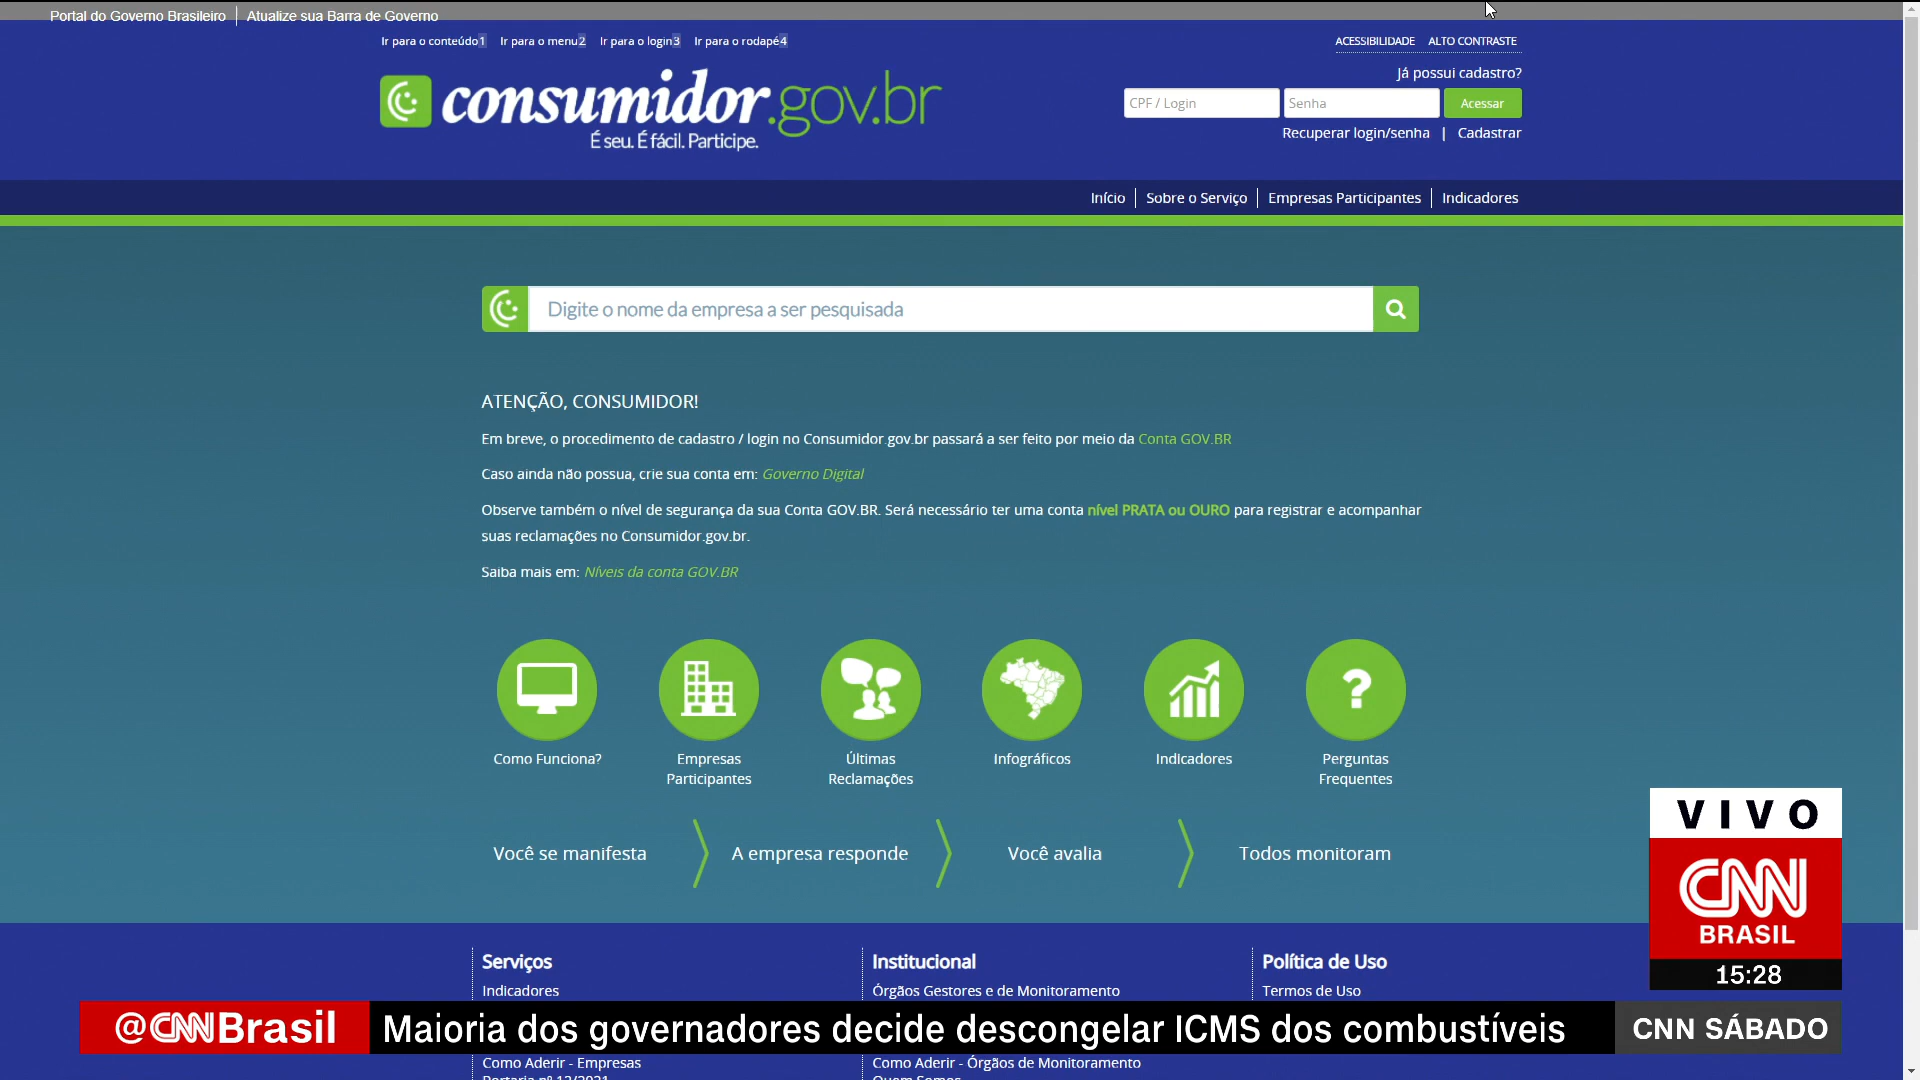 Portal do Governo Brasileiro
Atualize sua Barra de Governo
Ir para o conteúdo1 Ir para o menu2 Ir para o login3 Ir para o rodapé4
ACESSIBILIDADE ALTO CONTRASTE
consumidor.gov.br
É seu. É fácil. Participe.
Já possui cadastro?
CPF / Login
Senha
Acessar
Recuperar login/senha | Cadastrar
Início
Sobre o Serviço
Empresas Participantes
Indicadores
Digite o nome da empresa a ser pesquisada
ATENÇÃO, CONSUMIDOR!
Em breve, o procedimento de cadastro / login no Consumidor.gov.br passará a ser feito por meio da Conta GOV.BR
Caso ainda não possua, crie sua conta em: Governo Digital
Observe também o nível de segurança da sua Conta GOV.BR. Será necessário ter uma conta nível PRATA ou OURO para registrar e acompanhar
suas reclamações no Consumidor.gov.br.
Saiba mais em: Níveis da conta GOV.BR
Como Funciona?
Empresas
Participantes
Últimas
Reclamações
Infográficos
Indicadores
Perguntas
Frequentes
Você se manifesta
A empresa responde
Você avalia
Todos monitoram
VIVO
CNN
BRASIL
15:28
Serviços
Indicadores
Institucional
Órgãos Gestores e de Monitoramento
Política de Uso
Termos de Uso
@CNNBrasil
Maioria dos governadores decide descongelar ICMS dos combustíveis
CNN SÁBADO
Como Aderir - Empresas
Como Aderir - Órgãos de Monitoramento